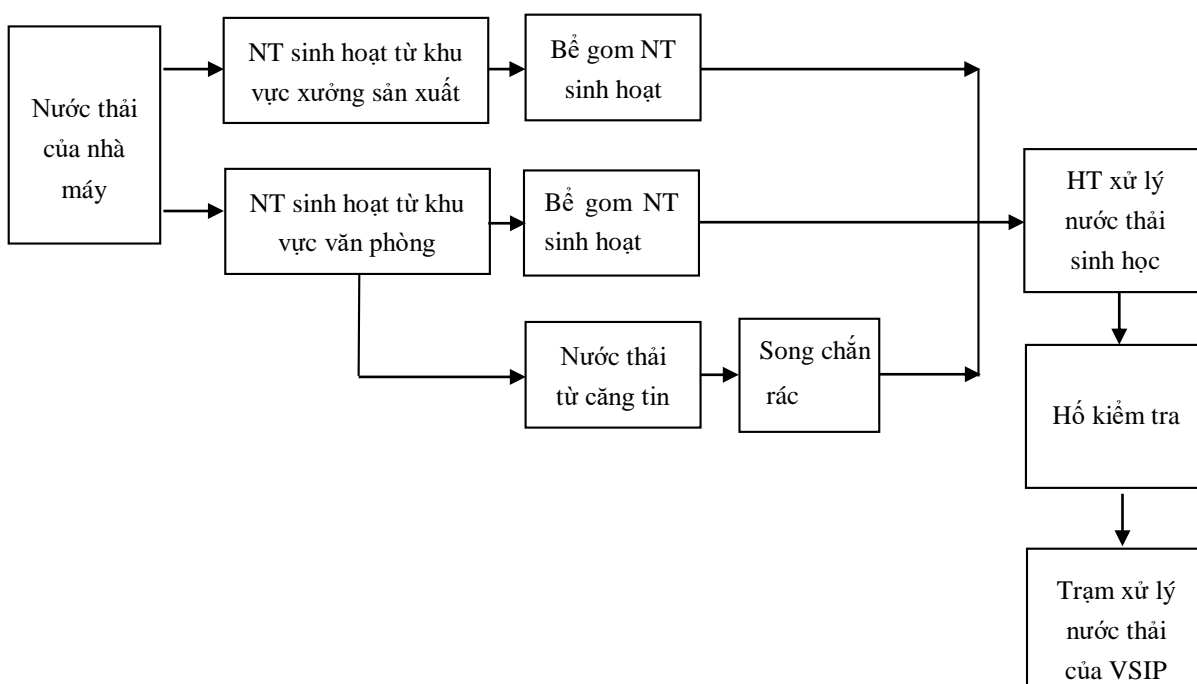 Nước thải
của nhà
máy
NT sinh hoạt từ khu
vực xưởng sản xuất
Bể gom NT
sinh hoạt
NT sinh hoạt từ khu
vực văn phòng
Bể gom NT
sinh hoạt
Nước thải
từ căng tin
Song chắn
rác
HT xử lý
nước thải
sinh học
Hố kiểm tra
Trạm xử lý
nước thải
của VSIP